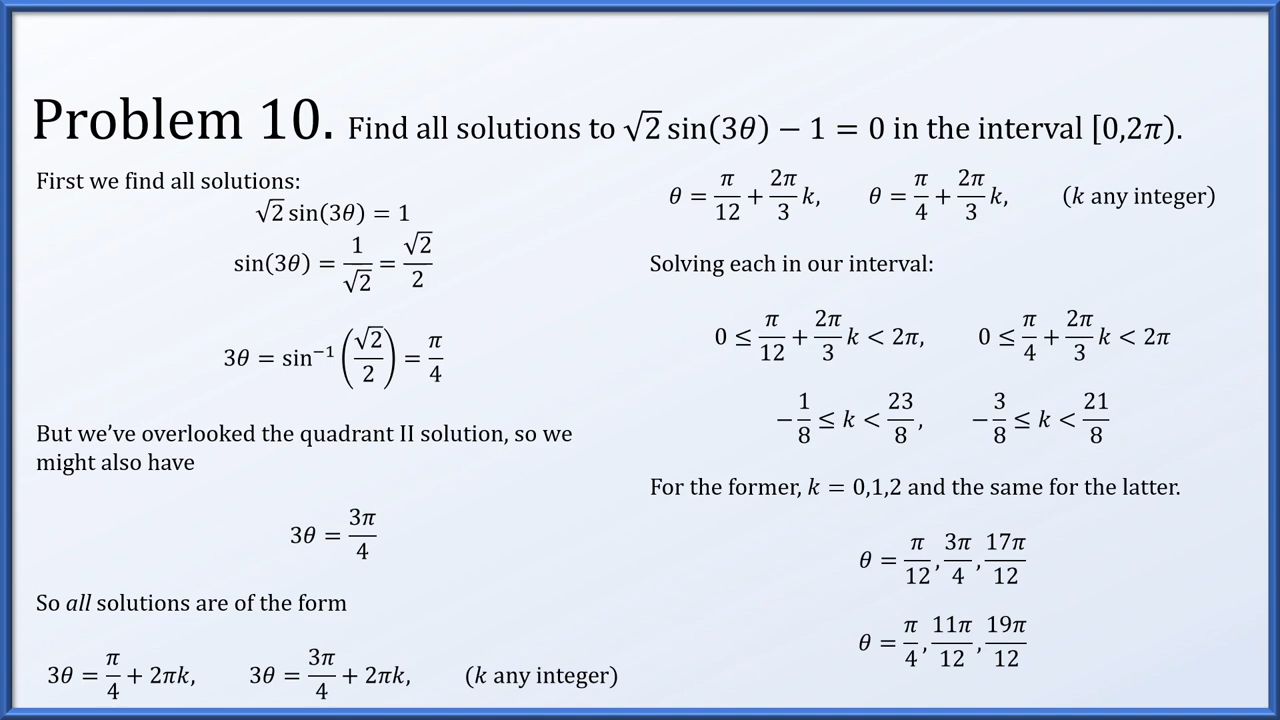 Problem 10. Find all solutions to √2 sin(3θ) − 1 = 0 in the interval [0,2π).
First we find all solutions:
√2 sin(3θ) = 1
sin(3θ) = 1/√2 = √2/2
3θ = sin⁻¹(√2/2) = π/4
But we’ve overlooked the quadrant II solution, so we
might also have
3θ = 3π/4
So all solutions are of the form
3θ = π/4 + 2πk, 3θ = 3π/4 + 2πk, (k any integer)
θ = π/12 + 2π/3 k, θ = π/4 + 2π/3 k, (k any integer)
Solving each in our interval:
0 ≤ π/12 + 2π/3 k < 2π, 0 ≤ π/4 + 2π/3 k < 2π
−1/8 ≤ k < 23/8, −3/8 ≤ k < 21/8
For the former, k = 0,1,2 and the same for the latter.
θ = π/12, 3π/4, 17π/12
θ = π/4, 11π/12, 19π/12